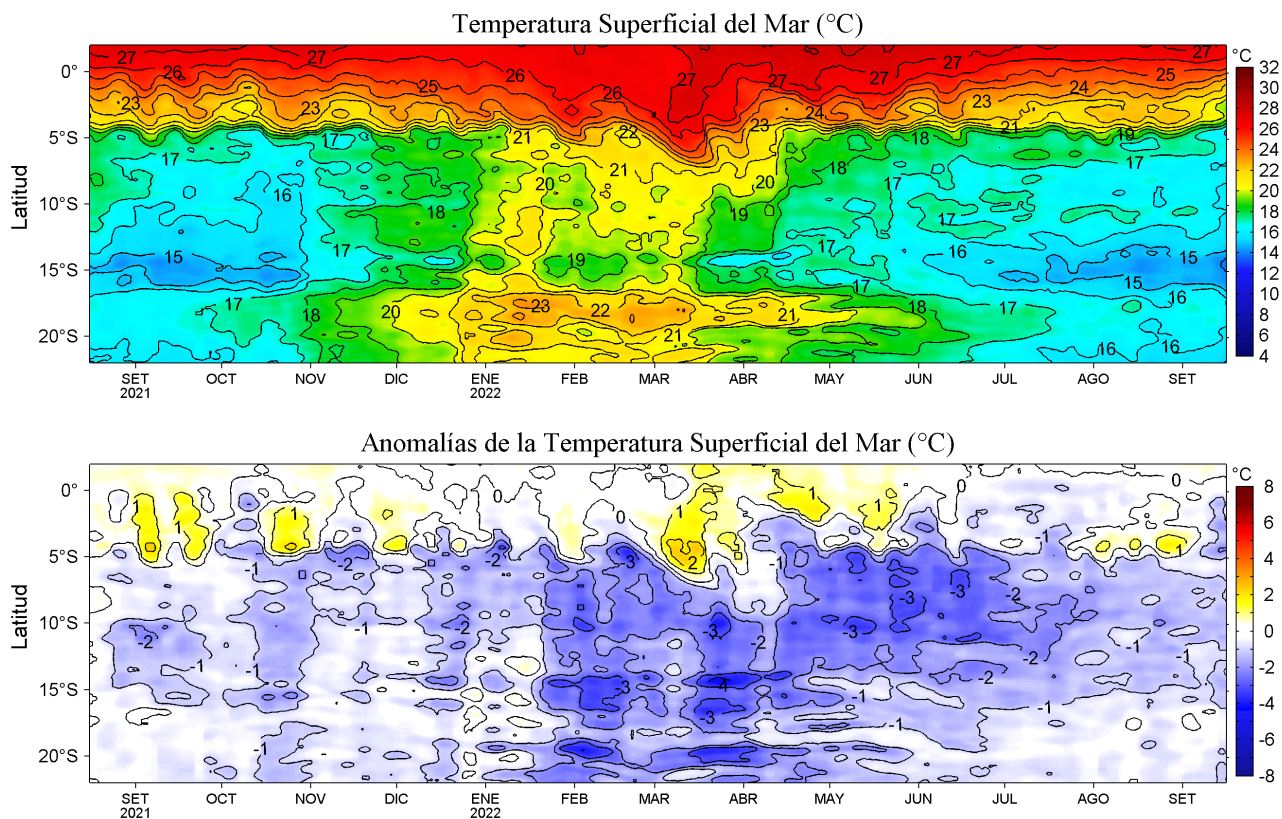 Temperatura Superficial del Mar (°C)
27 27 27 27 27 27
26 26 26 25 25
25 24
23 23 23 24 23
22 21 21
17 17 21 21 18 19
20 20 18 17
16 18 19 17
17 16
15 19 15
17 17 17 16
18 20 23 22 21 21 18
16 16
0°
5°S
10°S
15°S
20°S
Latitud
SET OCT NOV DIC ENE FEB MAR ABR MAY JUN JUL AGO SET
2021 2022
°C
32
30
28
26
24
22
20
18
16
14
12
10
8
6
4
Anomalías de la Temperatura Superficial del Mar (°C)
0 0 0
1 1 1 1 1 1
-1 -2 -2 -3 2 -1 -1 1
-3 -3 -2
-2 -1 -2 -3 -2 -3 -1
-1 -1 -3 -4 -1 -2 -1
-3 -1
-1
0°
5°S
10°S
15°S
20°S
Latitud
SET OCT NOV DIC ENE FEB MAR ABR MAY JUN JUL AGO SET
2021 2022
°C
8
6
4
2
0
-2
-4
-6
-8